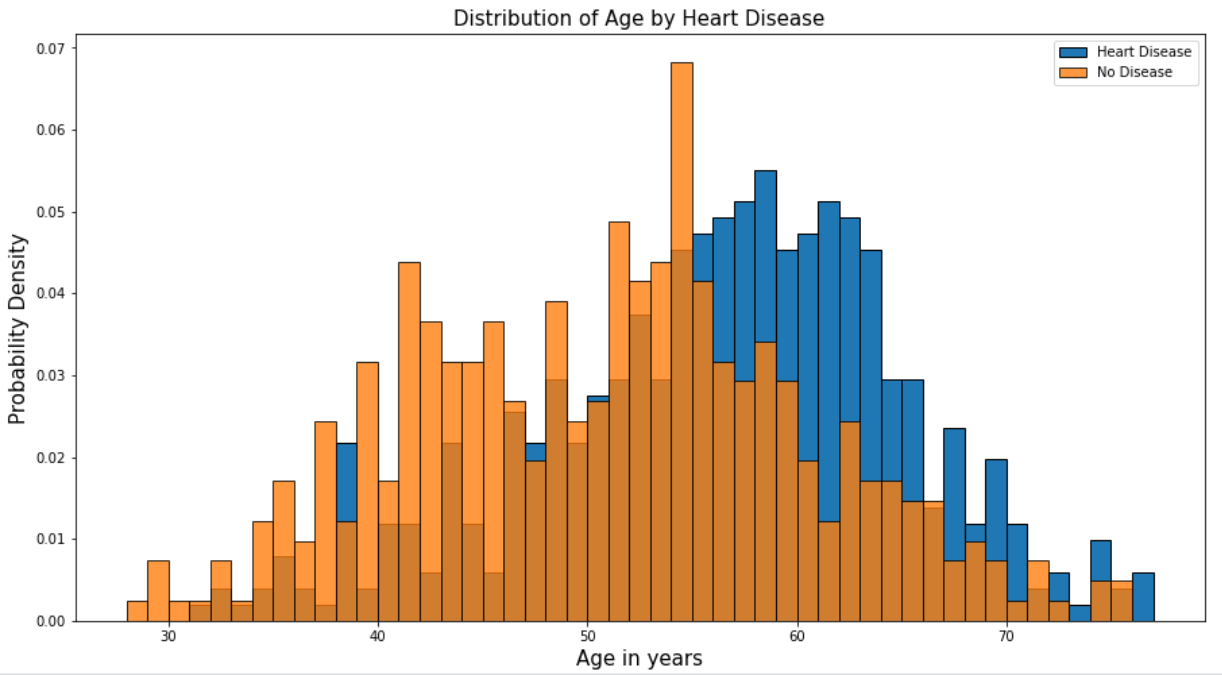 Distribution of Age by Heart Disease
Heart Disease
No Disease
0.07
0.06
0.05
0.04
0.03
0.02
0.01
0.00
Probability Density
30 40 50 60 70
Age in years